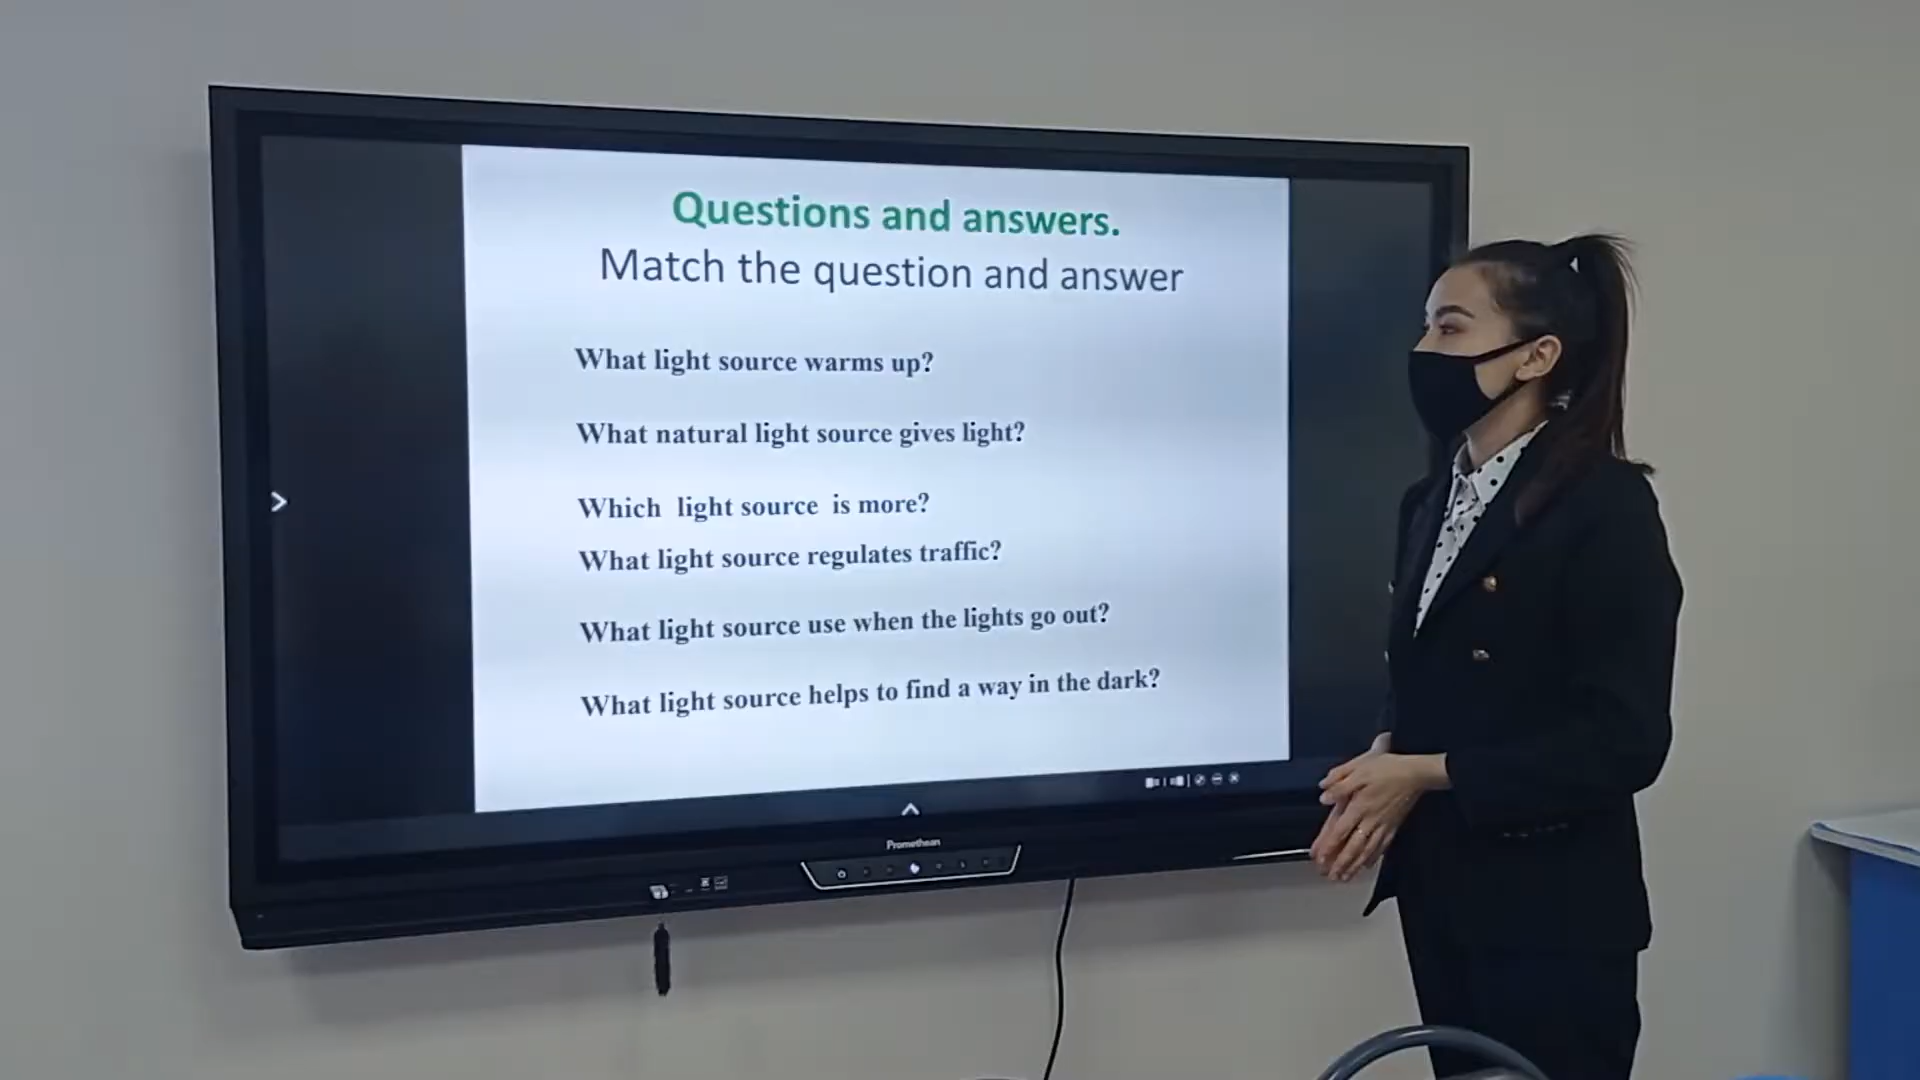 Questions and answers.
Match the question and answer
What light source warms up?
What natural light source gives light?
Which light source is more?
What light source regulates traffic?
What light source use when the lights go out?
What light source helps to find a way in the dark?
Promethean